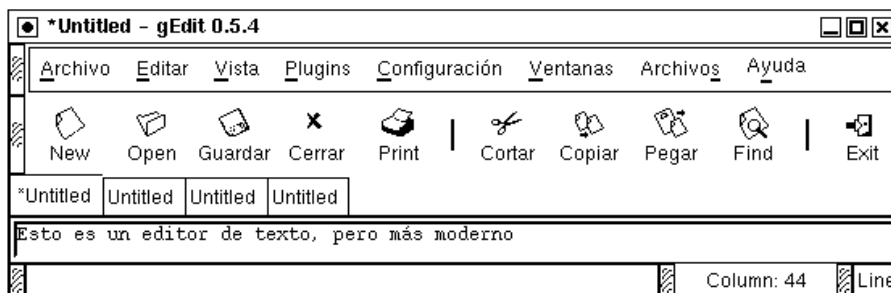 *Untitled - gEdit 0.5.4
Archivo Editar Vista Plugins Configuración Ventanas Archivos Ayuda
New Open Guardar Cerrar Print Cortar Copiar Pegar Find Exit
*Untitled Untitled Untitled Untitled
Esto es un editor de texto, pero más moderno
Column: 44 Line